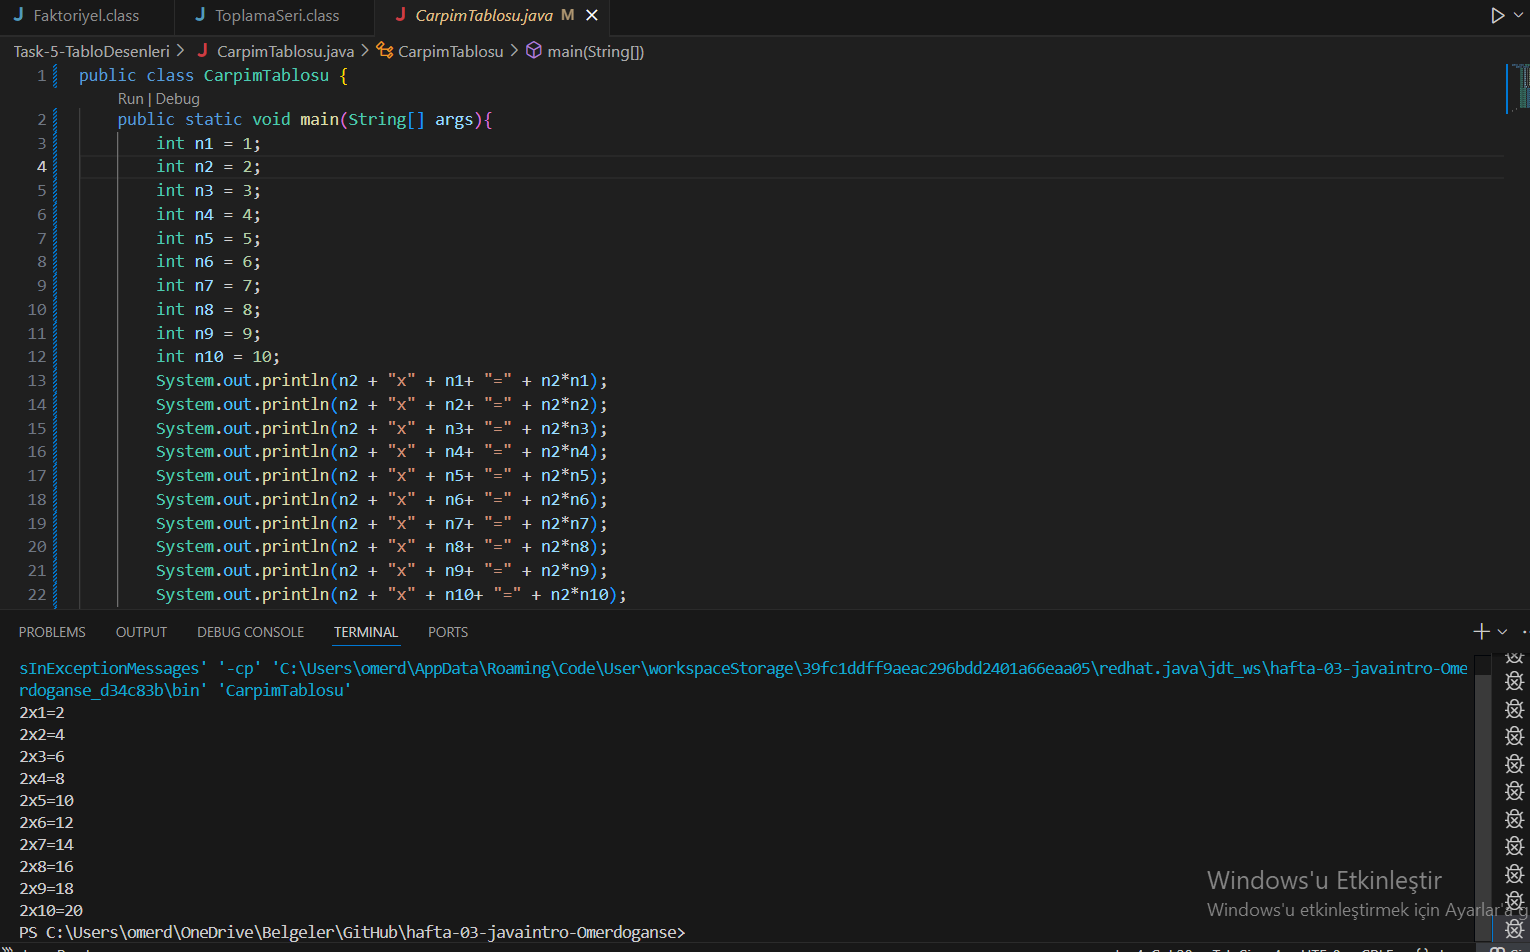 Faktoriyel.class ToplamaSeri.class CarpimTablosu.java M
Task-5-TabloDesenleri > CarpimTablosu.java > CarpimTablosu > main(String[])
1 public class CarpimTablosu {
Run | Debug
2 public static void main(String[] args){
3 int n1 = 1;
4 int n2 = 2;
5 int n3 = 3;
6 int n4 = 4;
7 int n5 = 5;
8 int n6 = 6;
9 int n7 = 7;
10 int n8 = 8;
11 int n9 = 9;
12 int n10 = 10;
13 System.out.println(n2 + "x" + n1+ "=" + n2*n1);
14 System.out.println(n2 + "x" + n2+ "=" + n2*n2);
15 System.out.println(n2 + "x" + n3+ "=" + n2*n3);
16 System.out.println(n2 + "x" + n4+ "=" + n2*n4);
17 System.out.println(n2 + "x" + n5+ "=" + n2*n5);
18 System.out.println(n2 + "x" + n6+ "=" + n2*n6);
19 System.out.println(n2 + "x" + n7+ "=" + n2*n7);
20 System.out.println(n2 + "x" + n8+ "=" + n2*n8);
21 System.out.println(n2 + "x" + n9+ "=" + n2*n9);
22 System.out.println(n2 + "x" + n10+ "=" + n2*n10);
PROBLEMS OUTPUT DEBUG CONSOLE TERMINAL PORTS
sInExceptionMessages' '-cp' 'C:\Users\omerd\AppData\Roaming\Code\User\workspaceStorage\39fc1ddff9aeac296bdd2401a66eaa05\redhat.java\jdt_ws\hafta-03-javaintro-Ome
rdoganse_d34c83b\bin' 'CarpimTablosu'
2x1=2
2x2=4
2x3=6
2x4=8
2x5=10
2x6=12
2x7=14
2x8=16
2x9=18
2x10=20
PS C:\Users\omerd\OneDrive\Belgeler\GitHub\hafta-03-javaintro-Omerdoganse>
Windows'u Etkinleştir
Windows'u etkinleştirmek için Ayarlar'a g